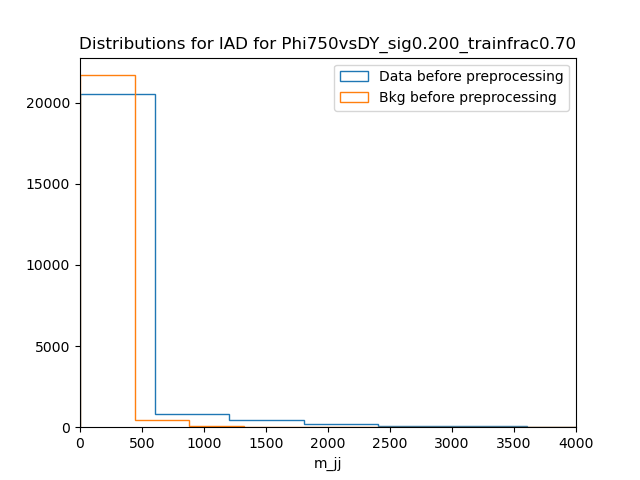 Distributions for IAD for Phi750vsDY_sig0.200_trainfrac0.70
Data before preprocessing
Bkg before preprocessing
20000
15000
10000
5000
0
0 500 1000 1500 2000 2500 3000 3500 4000
m_jj